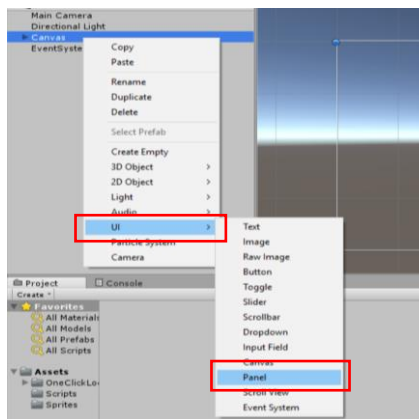 Main Camera
Directional Light
Canvas
EventSyste
Copy
Paste
Rename
Duplicate
Delete
Select Prefab
Create Empty
3D Object
2D Object
Light
Audio
UI
Particle System
Camera
Text
Image
Raw Image
Button
Toggle
Slider
Scrollbar
Dropdown
Input Field
Canvas
Panel
Scroll View
Event System
Project
Console
Create
Favorites
All Materials
All Models
All Prefabs
All Scripts
Assets
OneClickLo
Scripts
Sprites